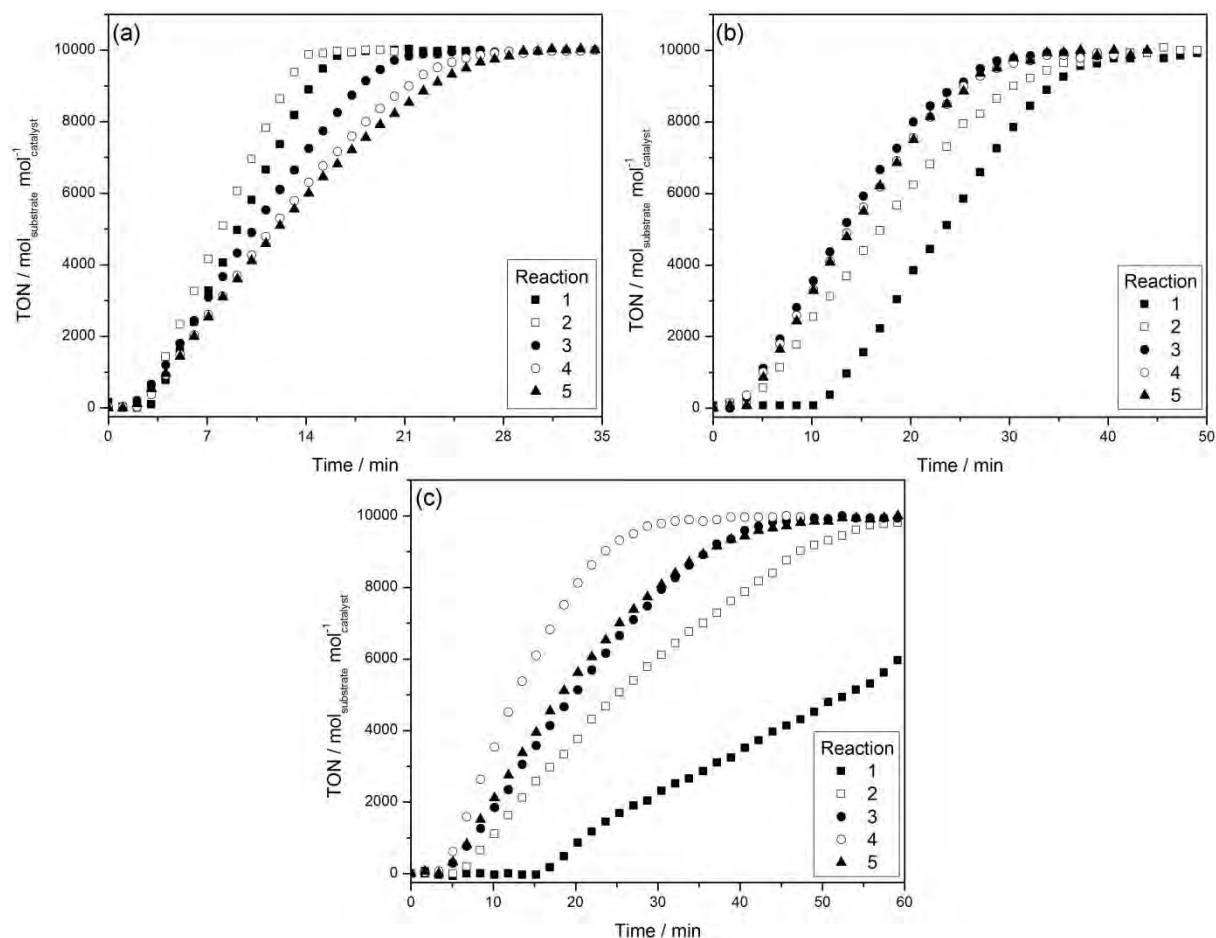 (a)
TON / mol substrate mol⁻¹ catalyst
10000
8000
6000
4000
2000
0
0 7 14 21 28 35
Time / min
Reaction
1
2
3
4
5
(b)
TON / mol substrate mol⁻¹ catalyst
10000
8000
6000
4000
2000
0
0 10 20 30 40 50
Time / min
Reaction
1
2
3
4
5
(c)
TON / mol substrate mol⁻¹ catalyst
10000
8000
6000
4000
2000
0
0 10 20 30 40 50 60
Time / min
Reaction
1
2
3
4
5